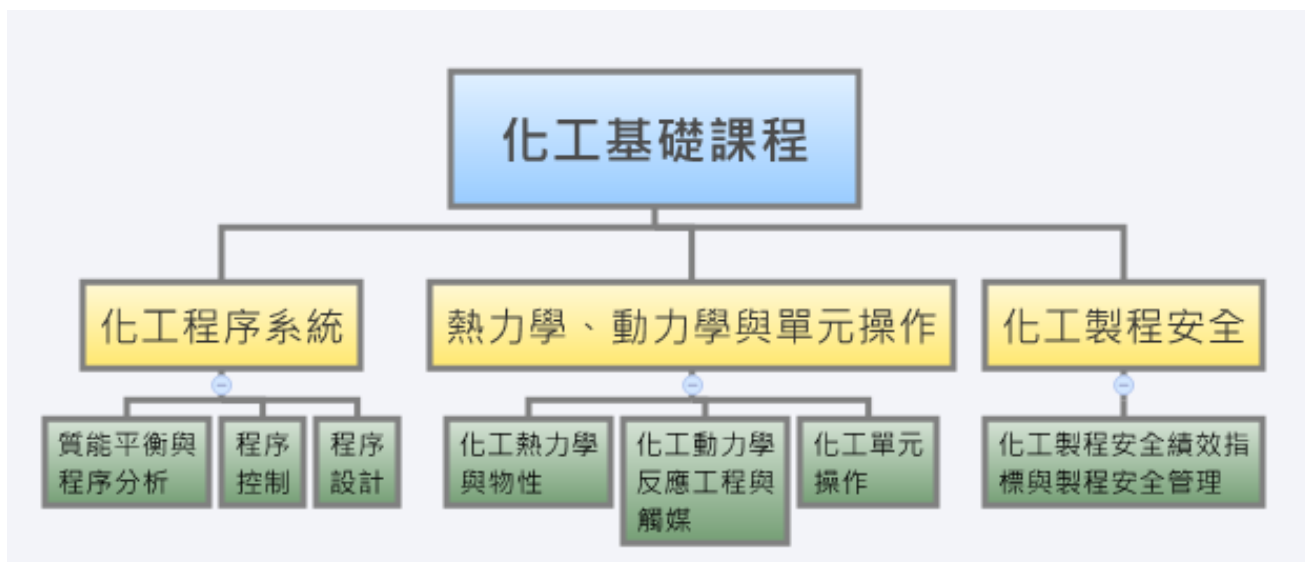 化工基礎課程
化工程序系統
熱力學、動力學與單元操作
化工製程安全
質能平衡與
程序分析
程序
控制
程序
設計
化工熱力學
與物性
化工動力學
反應工程與
觸媒
化工單元
操作
化工製程安全績效指
標與製程安全管理